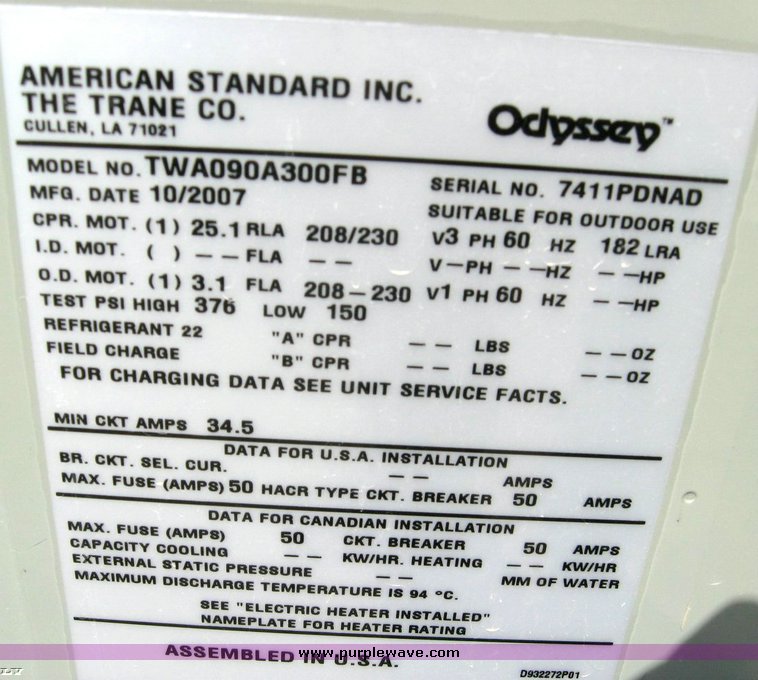 AMERICAN STANDARD INC.
THE TRANE CO.
CULLEN, LA 71021
Odyssey™
MODEL NO. TWA090A300FB SERIAL NO. 7411PDNAD
MFG. DATE 10/2007 SUITABLE FOR OUTDOOR USE
CPR. MOT. (1) 25.1 RLA 208/230 V3 PH 60 HZ 182 LRA
I.D. MOT. ( ) – – FLA – – V – PH – – HZ – – HP
O.D. MOT. (1) 3.1 FLA 208 – 230 V1 PH 60 HZ – – HP
TEST PSI HIGH 376 LOW 150
REFRIGERANT 22 "A" CPR – – LBS – – OZ
FIELD CHARGE "B" CPR – – LBS – – OZ
FOR CHARGING DATA SEE UNIT SERVICE FACTS.
MIN CKT AMPS 34.5
DATA FOR U.S.A. INSTALLATION
BR. CKT. SEL. CUR. – – AMPS
MAX. FUSE (AMPS) 50 HACR TYPE CKT. BREAKER 50 AMPS
DATA FOR CANADIAN INSTALLATION
MAX. FUSE (AMPS) 50 CKT. BREAKER 50 AMPS
CAPACITY COOLING – – KW/HR. HEATING – – KW/HR
EXTERNAL STATIC PRESSURE – – MM OF WATER
MAXIMUM DISCHARGE TEMPERATURE IS 94 °C.
SEE "ELECTRIC HEATER INSTALLED"
NAMEPLATE FOR HEATER RATING
ASSEMBLED IN U.S.A.
www.purplewave.com
D932272P01